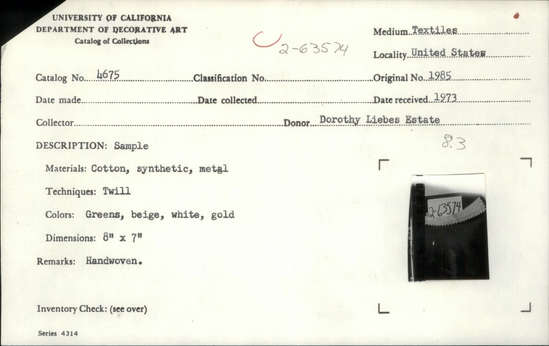 UNIVERSITY OF CALIFORNIA
DEPARTMENT OF DECORATIVE ART
Catalog of Collections
2-63574
Medium Textiles
Locality United States
Catalog No. 4675 Classification No. Original No. 1985
Date made Date collected Date received 1973
Collector Donor Dorothy Liebes Estate
DESCRIPTION: Sample
8.3
Materials: Cotton, synthetic, metal
Techniques: Twill
Colors: Greens, beige, white, gold
2-63574
Dimensions: 8" x 7"
Remarks: Handwoven.
Inventory Check: (see over)
Series 4314